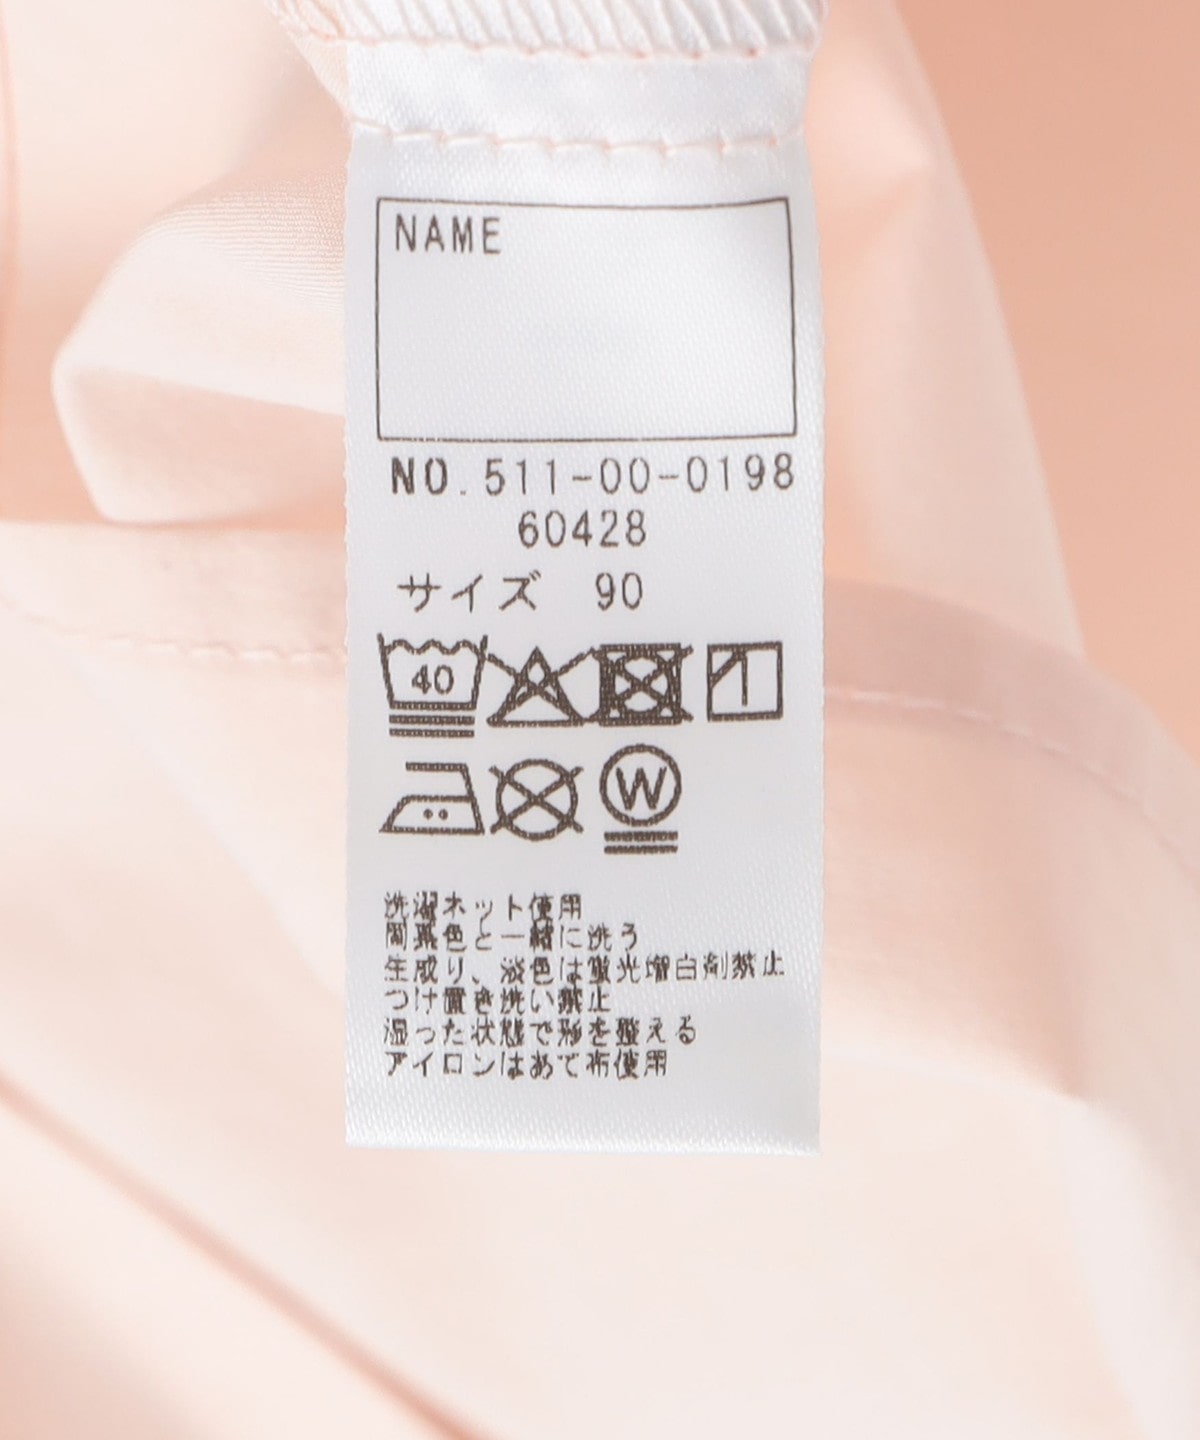 NAME
NO.511-00-0198
60428
サイズ 90
40
W
洗濯ネット使用
同系色と一緒に洗う
生成り、淡色は蛍光増白剤禁止
つけ置き洗い禁止
湿った状態で形を整える
アイロンはあて布使用